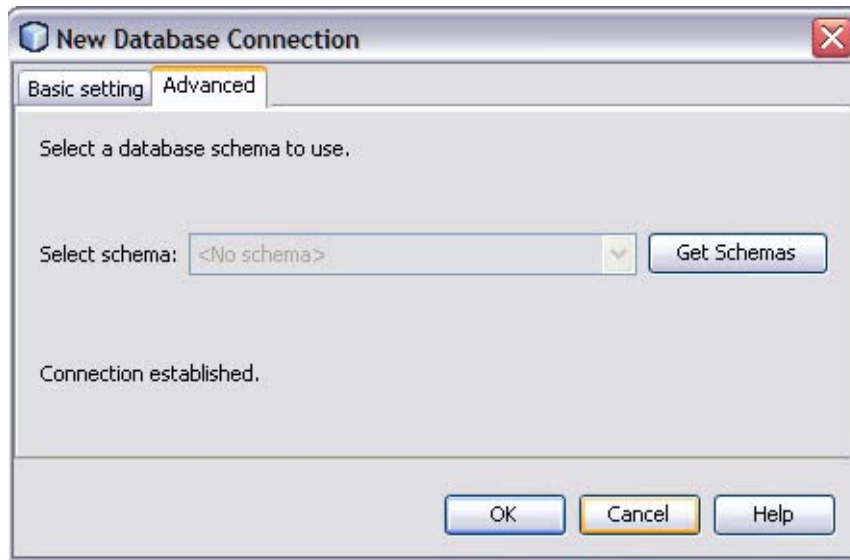 New Database Connection
Basic setting Advanced
Select a database schema to use.
Select schema: <No schema> Get Schemas
Connection established.
OK Cancel Help